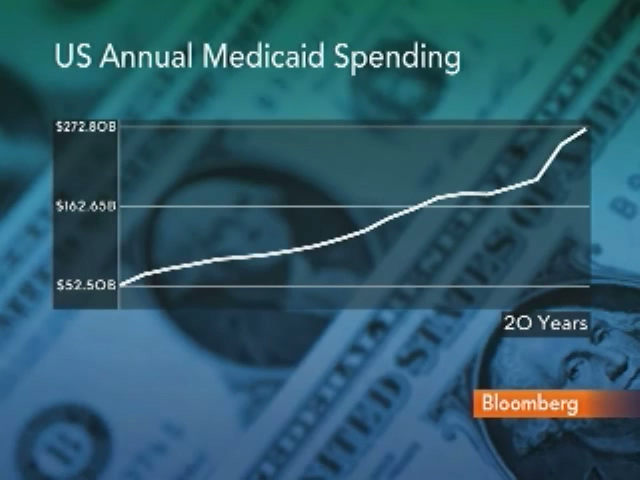 US Annual Medicaid Spending
$272.80B
$162.65B
$52.50B
20 Years
Bloomberg